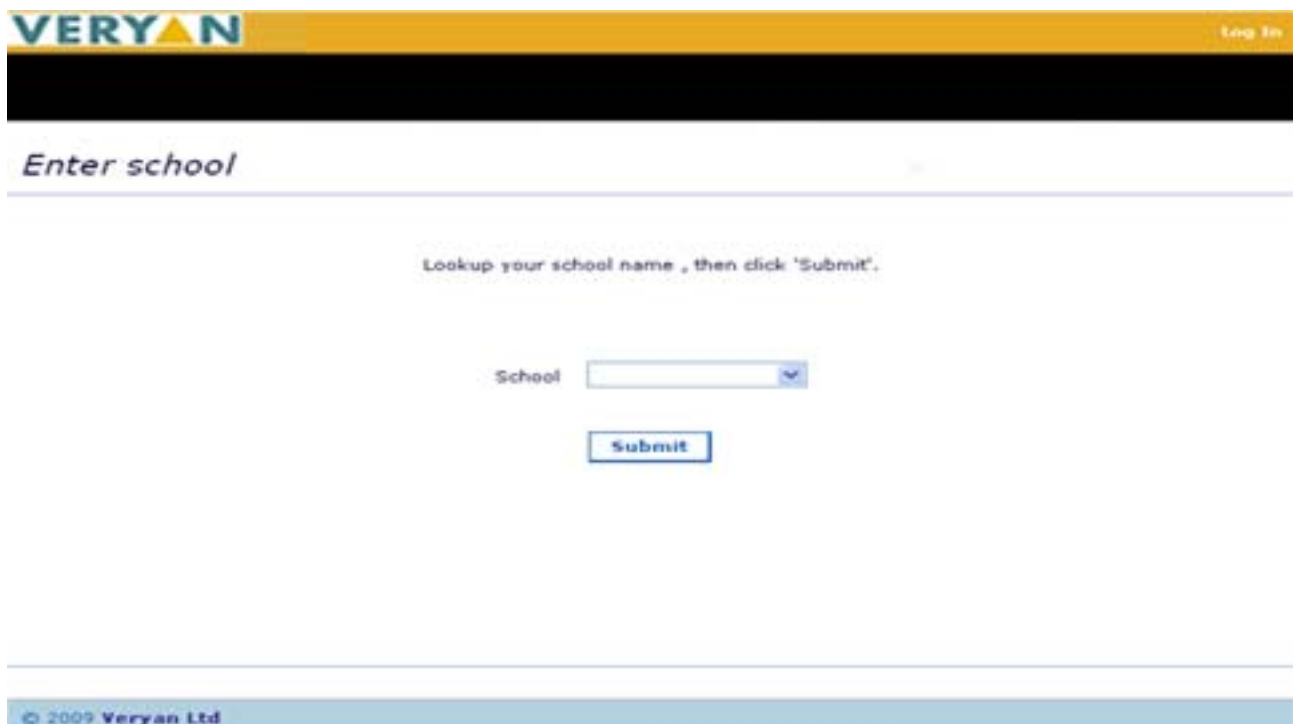 VERYAN
Log In
Enter school
Lookup your school name , then click 'Submit'.
School
Submit
© 2009 Veryan Ltd